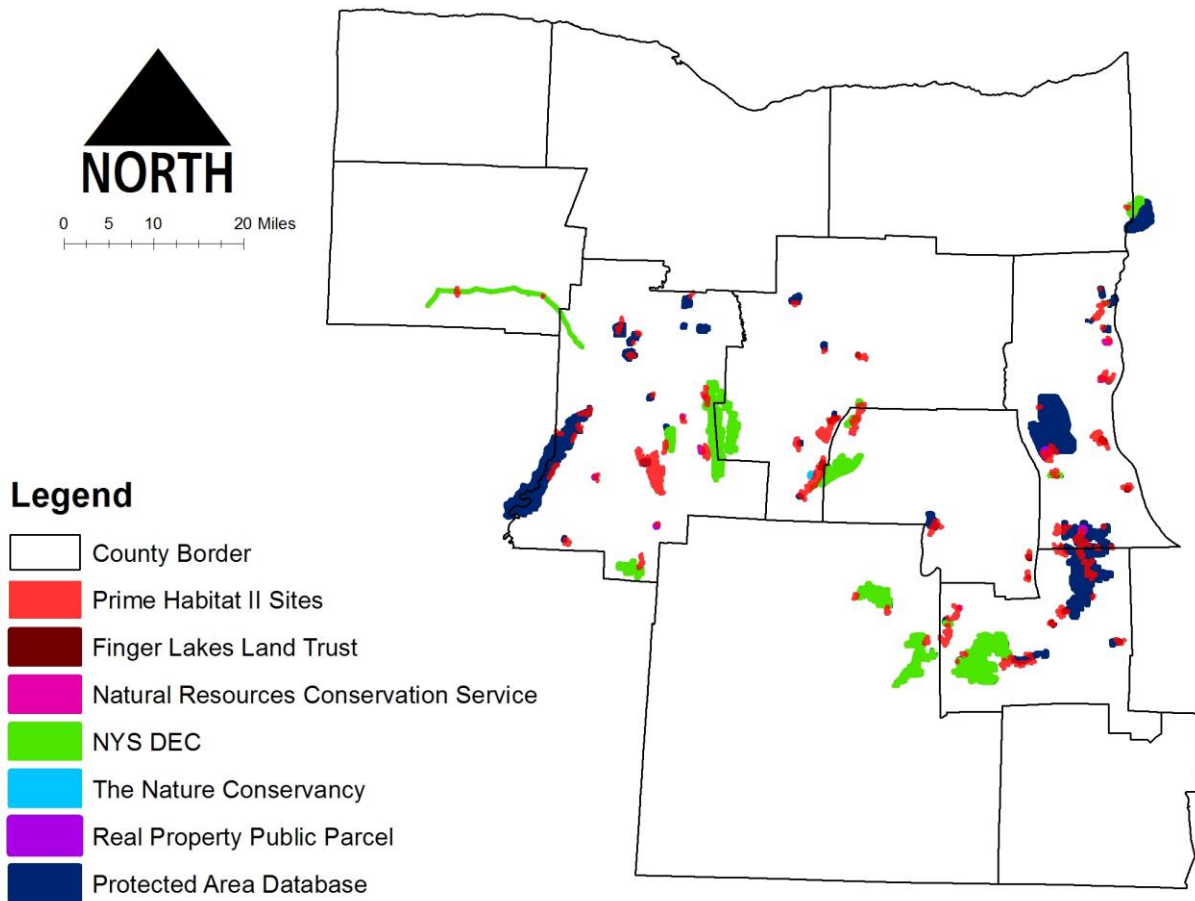 NORTH
0 5 10 20 Miles
Legend
County Border
Prime Habitat II Sites
Finger Lakes Land Trust
Natural Resources Conservation Service
NYS DEC
The Nature Conservancy
Real Property Public Parcel
Protected Area Database